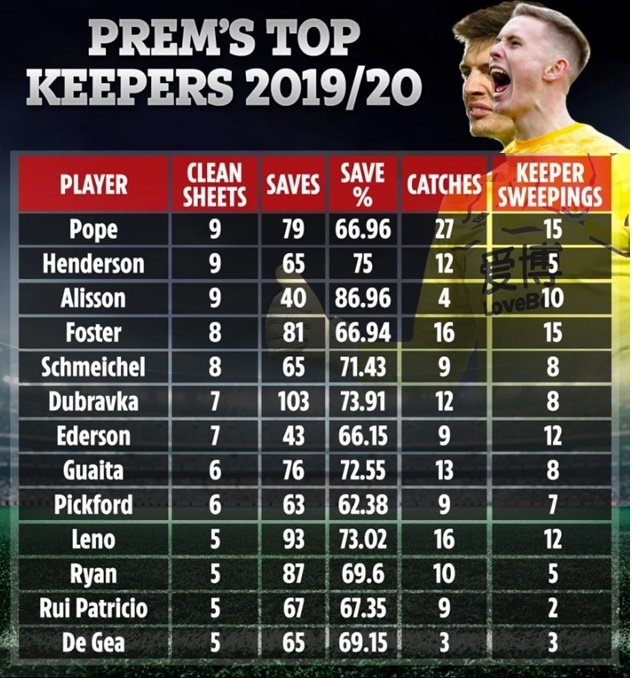 PREM'S TOP
KEEPERS 2019/20
PLAYER CLEAN SHEETS SAVES SAVE % CATCHES KEEPER SWEEPINGS
Pope 9 79 66.96 27 15
Henderson 9 65 75 12 5
Alisson 9 40 86.96 4 10
Foster 8 81 66.94 16 15
Schmeichel 8 65 71.43 9 8
Dubravka 7 103 73.91 12 8
Ederson 7 43 66.15 9 12
Guaita 6 76 72.55 13 8
Pickford 6 63 62.38 9 7
Leno 5 93 73.02 16 12
Ryan 5 87 69.6 10 5
Rui Patricio 5 67 67.35 9 2
De Gea 5 65 69.15 3 3
爱博